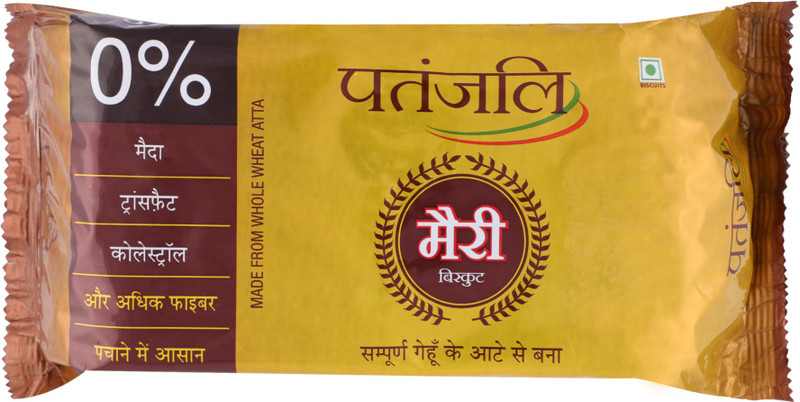 0%
मैदा
ट्रांसफ़ैट
कोलेस्ट्रॉल
और अधिक फाइबर
पचाने में आसान
MADE FROM WHOLE WHEAT ATTA
पतंजलि
BISCUITS
मैरी
बिस्कुट
सम्पूर्ण गेहूँ के आटे से बना
पतंजलि